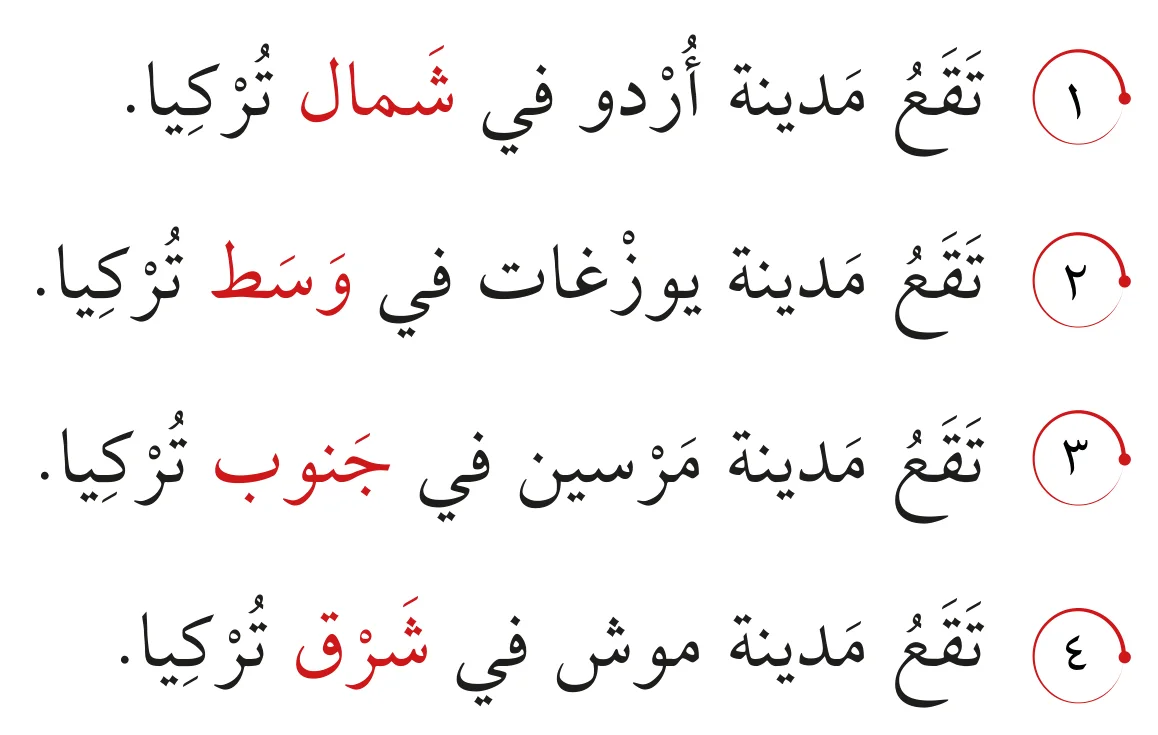 ١ تَقَعُ مَدينة أُرْدو في شَمال تُرْكِيا.
٢ تَقَعُ مَدينة يوزْغات في وَسَط تُرْكِيا.
٣ تَقَعُ مَدينة مَرْسين في جَنوب تُرْكِيا.
٤ تَقَعُ مَدينة موش في شَرْق تُرْكِيا.